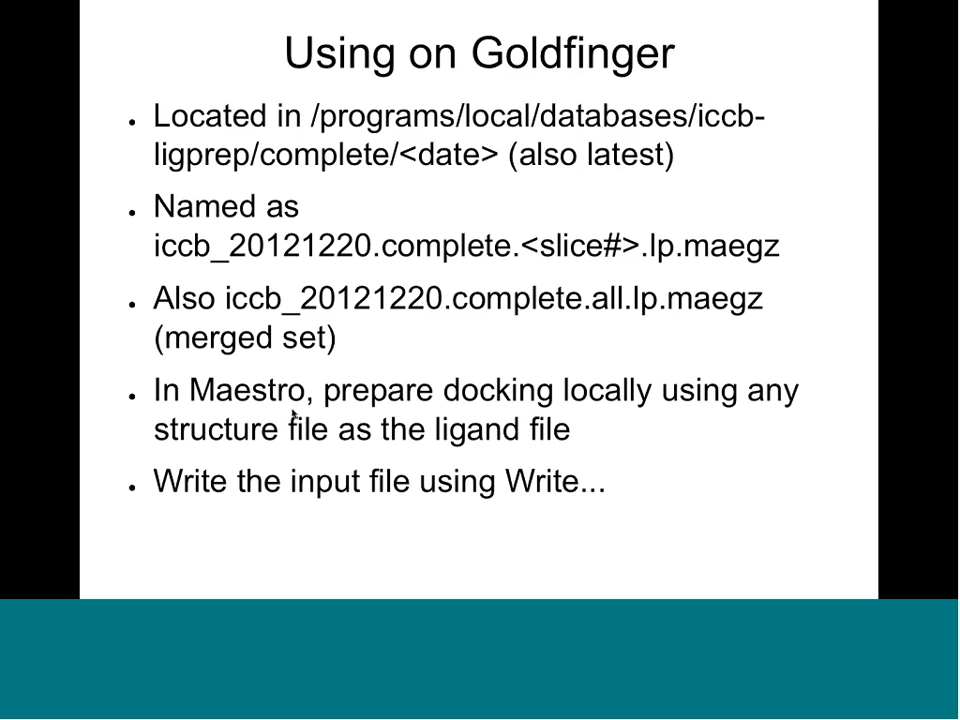 Using on Goldfinger
● Located in /programs/local/databases/iccb-
ligprep/complete/<date> (also latest)
● Named as
iccb_20121220.complete.<slice#>.lp.maegz
● Also iccb_20121220.complete.all.lp.maegz
(merged set)
● In Maestro, prepare docking locally using any
structure file as the ligand file
● Write the input file using Write...